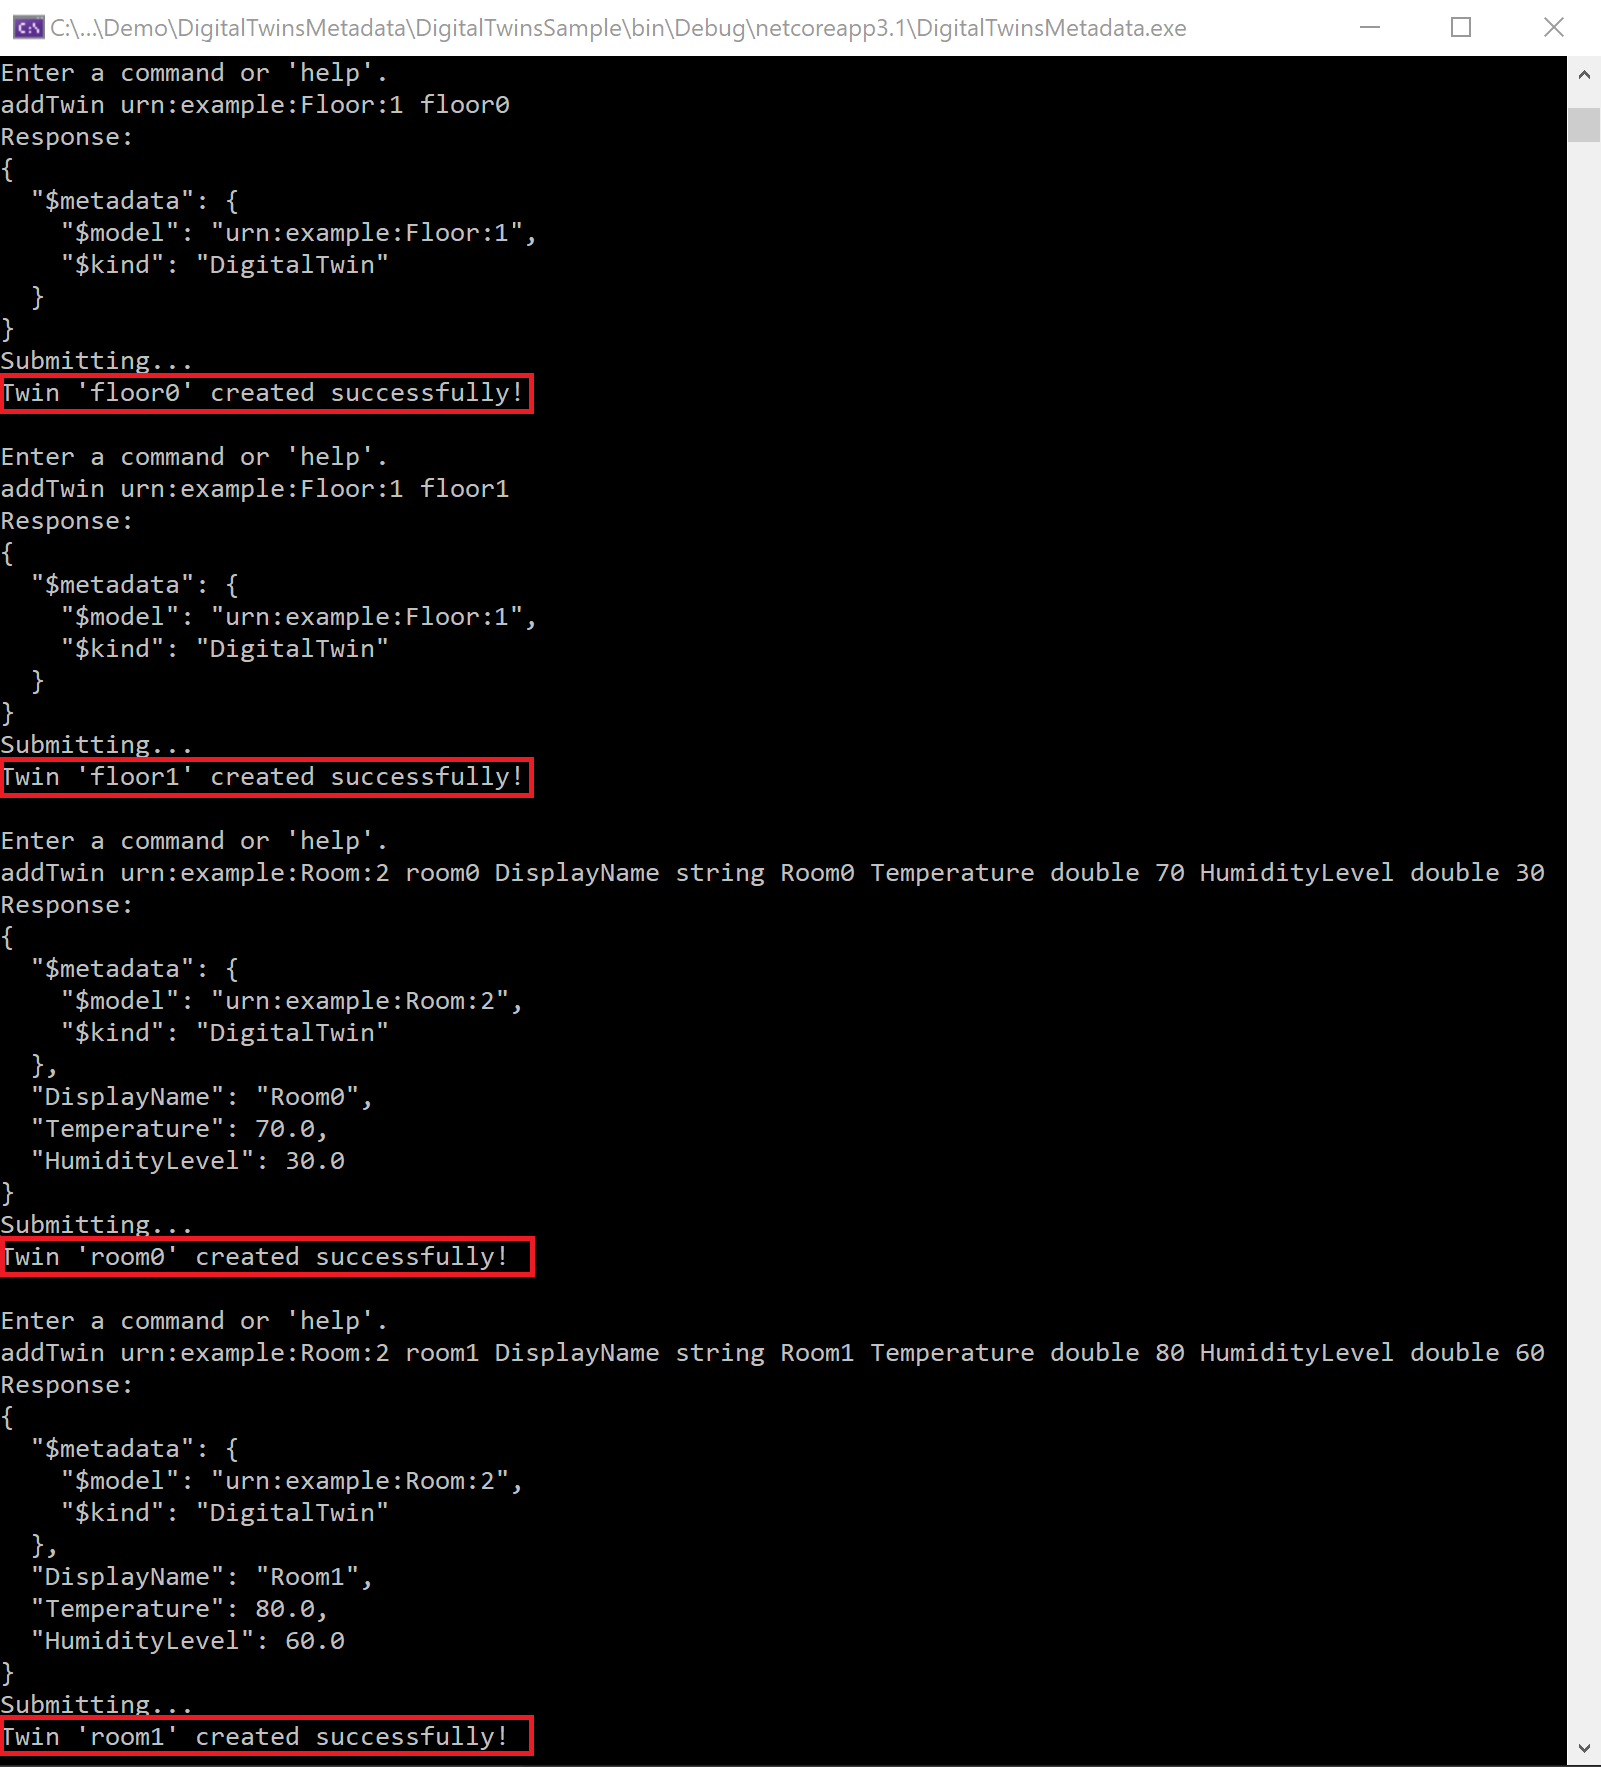 C:\...\Demo\DigitalTwinsMetadata\DigitalTwinsSample\bin\Debug\netcoreapp3.1\DigitalTwinsMetadata.exe
Enter a command or 'help'.
addTwin urn:example:Floor:1 floor0
Response:
{
  "$metadata": {
    "$model": "urn:example:Floor:1",
    "$kind": "DigitalTwin"
  }
}
Submitting...
Twin 'floor0' created successfully!

Enter a command or 'help'.
addTwin urn:example:Floor:1 floor1
Response:
{
  "$metadata": {
    "$model": "urn:example:Floor:1",
    "$kind": "DigitalTwin"
  }
}
Submitting...
Twin 'floor1' created successfully!

Enter a command or 'help'.
addTwin urn:example:Room:2 room0 DisplayName string Room0 Temperature double 70 HumidityLevel double 30
Response:
{
  "$metadata": {
    "$model": "urn:example:Room:2",
    "$kind": "DigitalTwin"
  },
  "DisplayName": "Room0",
  "Temperature": 70.0,
  "HumidityLevel": 30.0
}
Submitting...
Twin 'room0' created successfully!

Enter a command or 'help'.
addTwin urn:example:Room:2 room1 DisplayName string Room1 Temperature double 80 HumidityLevel double 60
Response:
{
  "$metadata": {
    "$model": "urn:example:Room:2",
    "$kind": "DigitalTwin"
  },
  "DisplayName": "Room1",
  "Temperature": 80.0,
  "HumidityLevel": 60.0
}
Submitting...
Twin 'room1' created successfully!